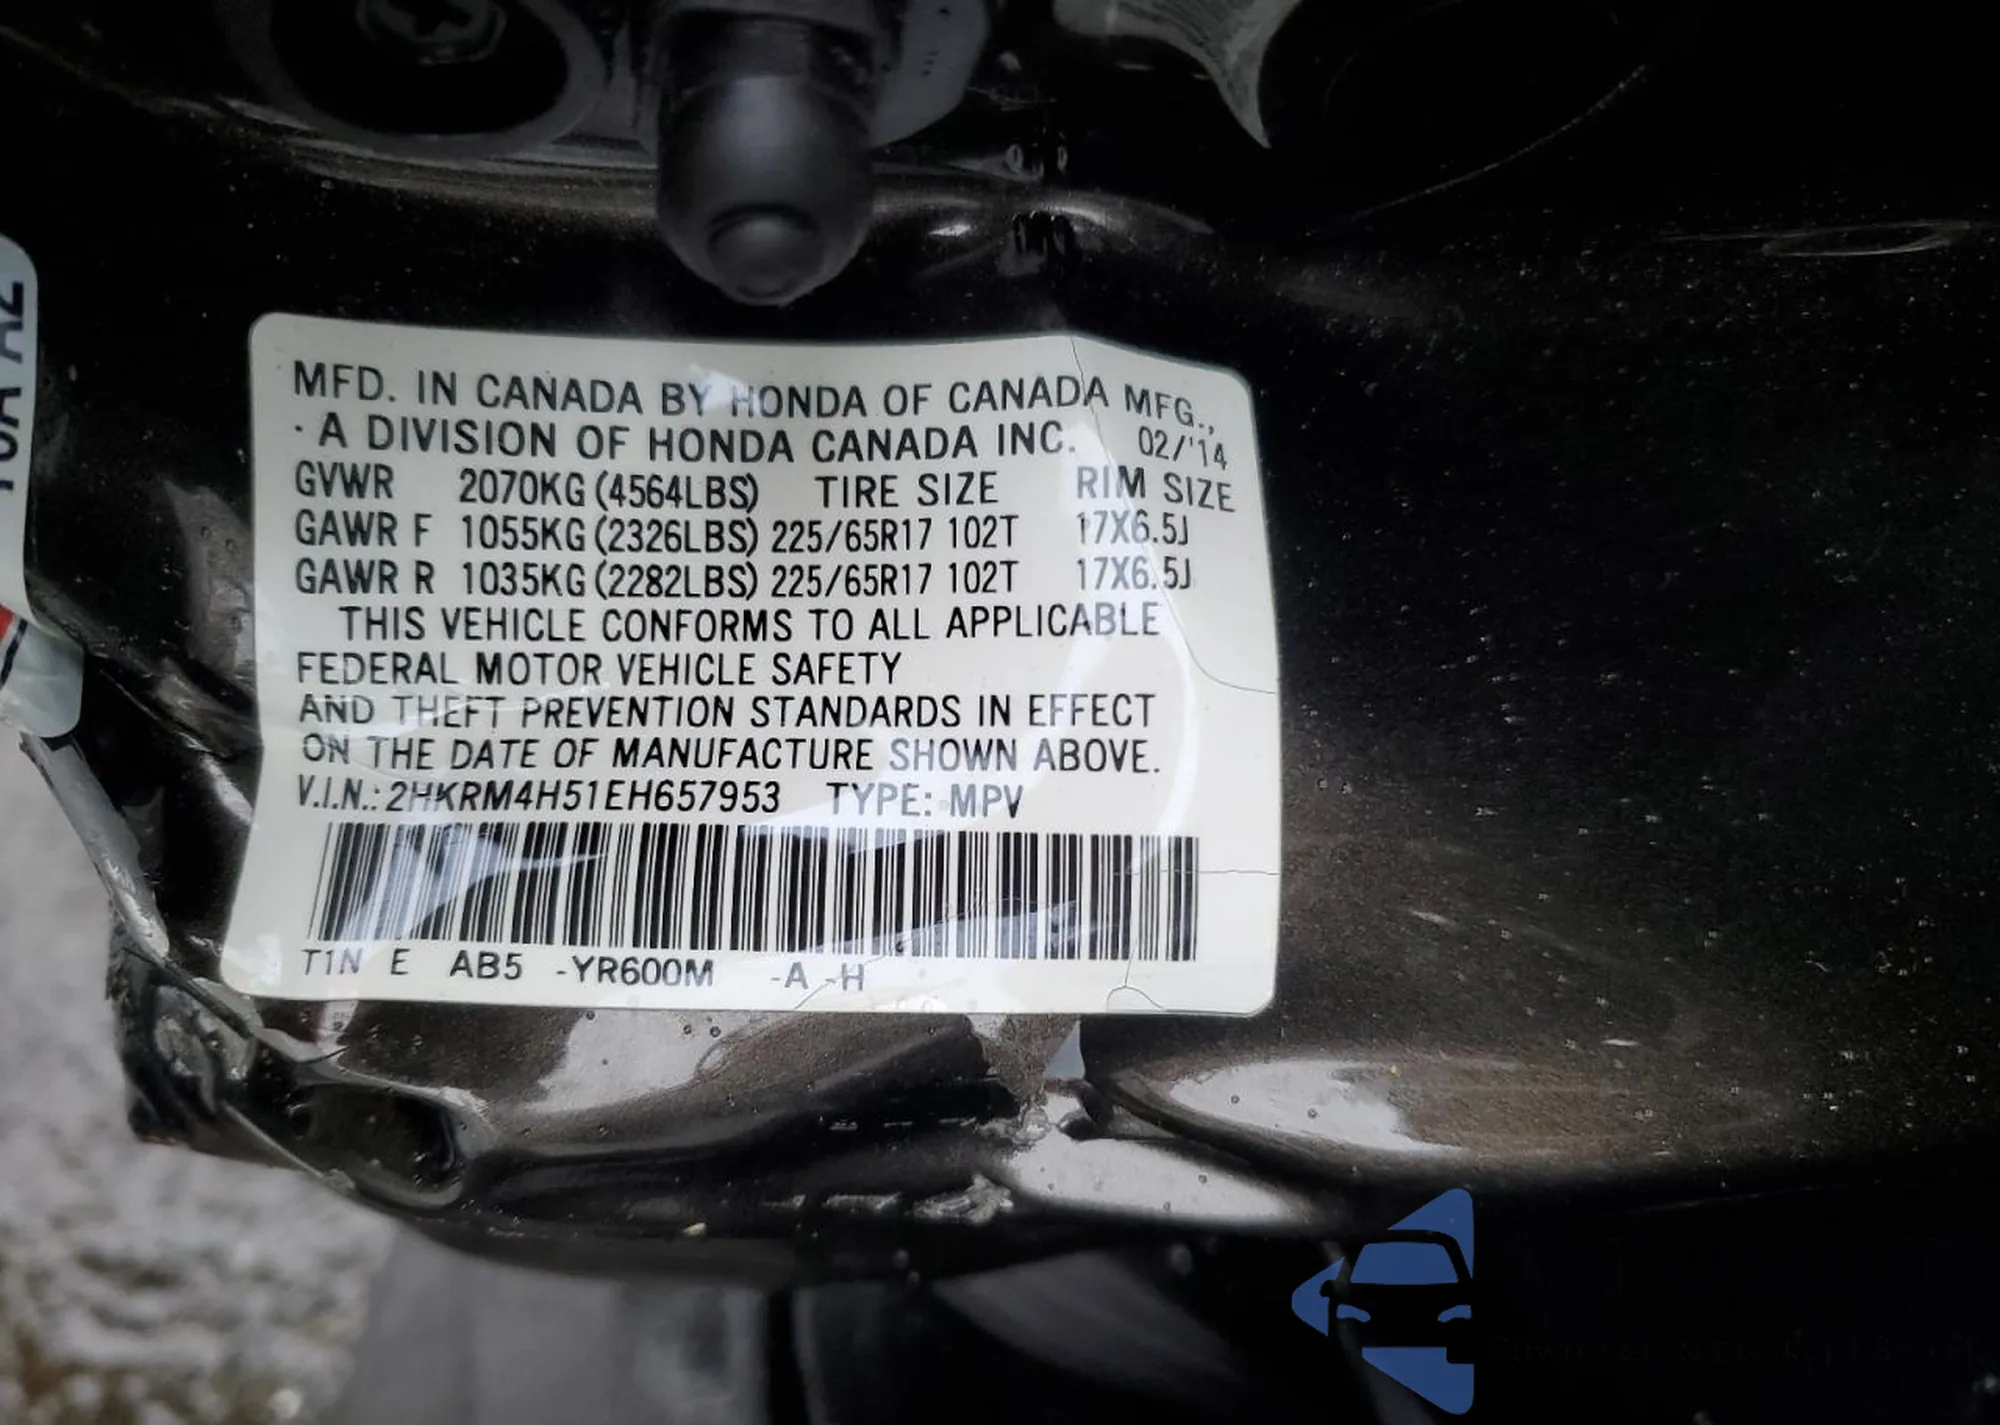 MFD. IN CANADA BY HONDA OF CANADA MFG.,
· A DIVISION OF HONDA CANADA INC. 02/'14
GVWR 2070KG (4564LBS) TIRE SIZE RIM SIZE
GAWR F 1055KG (2326LBS) 225/65R17 102T 17X6.5J
GAWR R 1035KG (2282LBS) 225/65R17 102T 17X6.5J
THIS VEHICLE CONFORMS TO ALL APPLICABLE
FEDERAL MOTOR VEHICLE SAFETY
AND THEFT PREVENTION STANDARDS IN EFFECT
ON THE DATE OF MANUFACTURE SHOWN ABOVE.
V.I.N.: 2HKRM4H51EH657953 TYPE: MPV
T1N E AB5 -YR600M -A -H